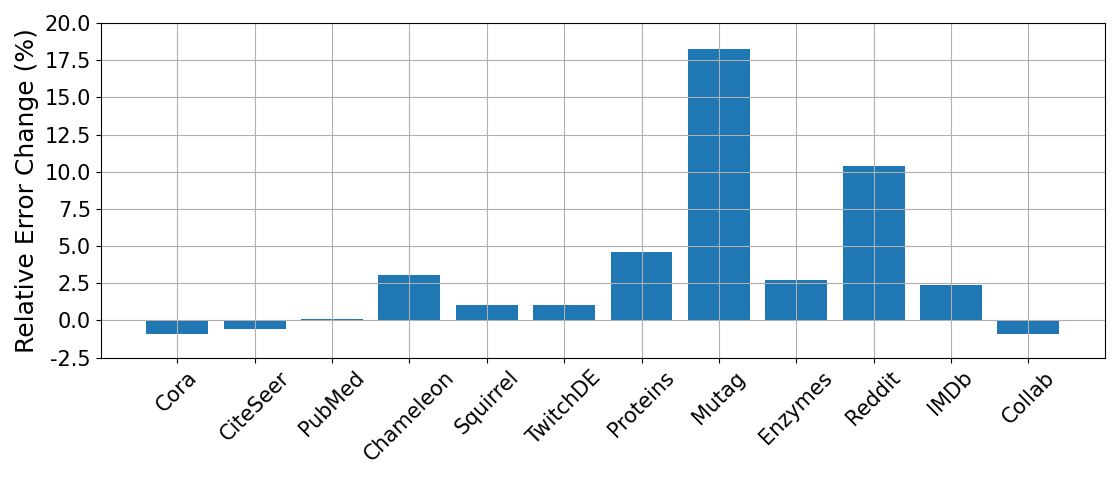 Relative Error Change (%)
20.0
17.5
15.0
12.5
10.0
7.5
5.0
2.5
0.0
-2.5
Cora
CiteSeer
PubMed
Chameleon
Squirrel
TwitchDE
Proteins
Mutag
Enzymes
Reddit
IMDb
Collab